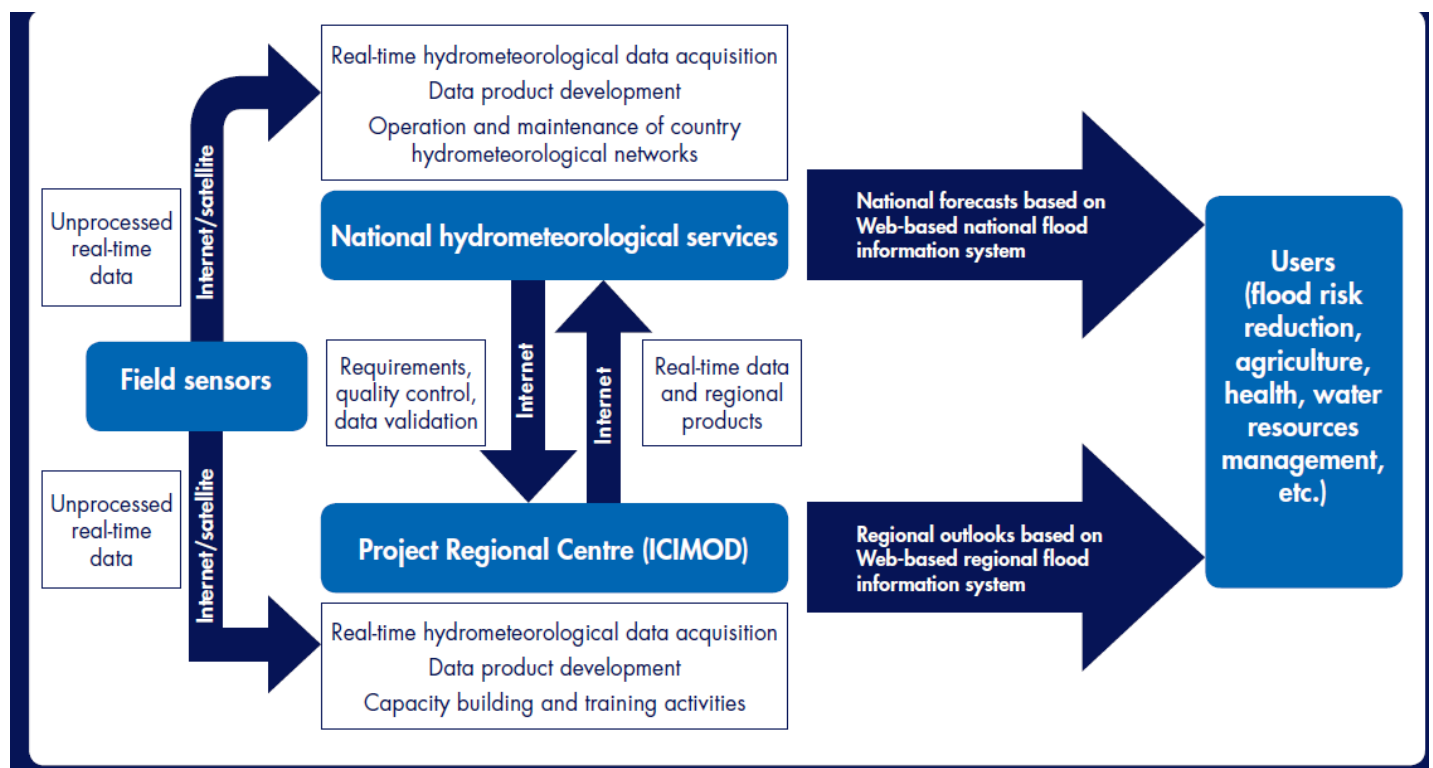 Real-time hydrometeorological data acquisition
Data product development
Operation and maintenance of country
hydrometeorological networks
Internet/satellite
Unprocessed
real-time
data
National hydrometeorological services
National forecasts based on
Web-based national flood
information system
Users
(flood risk
reduction,
agriculture,
health, water
resources
management,
etc.)
Field sensors
Requirements,
quality control,
data validation
Internet
Internet
Real-time data
and regional
products
Unprocessed
real-time
data
Internet/satellite
Project Regional Centre (ICIMOD)
Regional outlooks based on
Web-based regional flood
information system
Real-time hydrometeorological data acquisition
Data product development
Capacity building and training activities